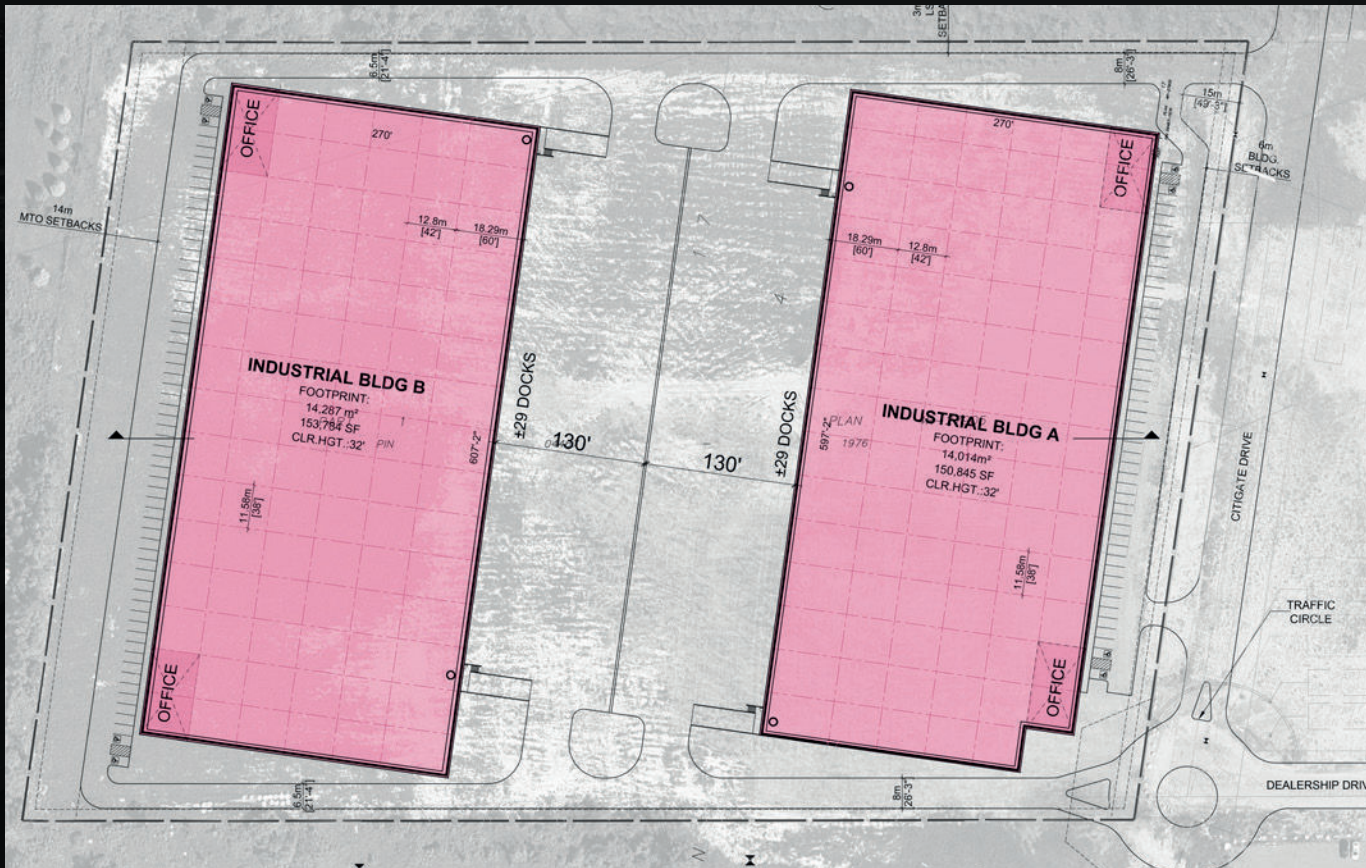 3m
6.5m
[21'-4"]
8m
[26'-3"]
15m
[49'-3"]
6m
BLDG.
SETBACKS
14m
MTO SETBACKS
OFFICE
270'
12.8m
[42']
18.29m
[60']
INDUSTRIAL BLDG B
FOOTPRINT:
14,287 m²
153,784 SF
CLR.HGT.:32'
PIN
1
607'-2"
±29 DOCKS
130'
11.58m
[38']
OFFICE
6.5m
[21'-4"]
270'
OFFICE
18.29m
[60']
12.8m
[42']
130'
±29 DOCKS
597'-2"
PLAN
1976
INDUSTRIAL BLDG A
FOOTPRINT:
14,014m²
150,845 SF
CLR.HGT.:32'
11.58m
[38']
OFFICE
8m
[26'-3"]
CITIGATE DRIVE
TRAFFIC
CIRCLE
DEALERSHIP
N